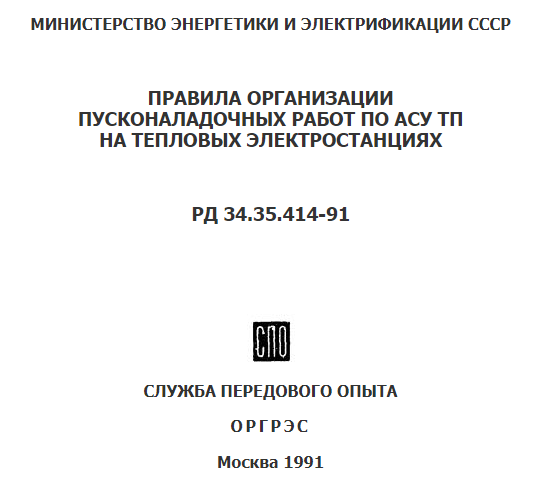 МИНИСТЕРСТВО ЭНЕРГЕТИКИ И ЭЛЕКТРИФИКАЦИИ СССР
ПРАВИЛА ОРГАНИЗАЦИИ
ПУСКОНАЛАДОЧНЫХ РАБОТ ПО АСУ ТП
НА ТЕПЛОВЫХ ЭЛЕКТРОСТАНЦИЯХ
РД 34.35.414-91
СПО
СЛУЖБА ПЕРЕДОВОГО ОПЫТА
ОРГРЭС
Москва 1991